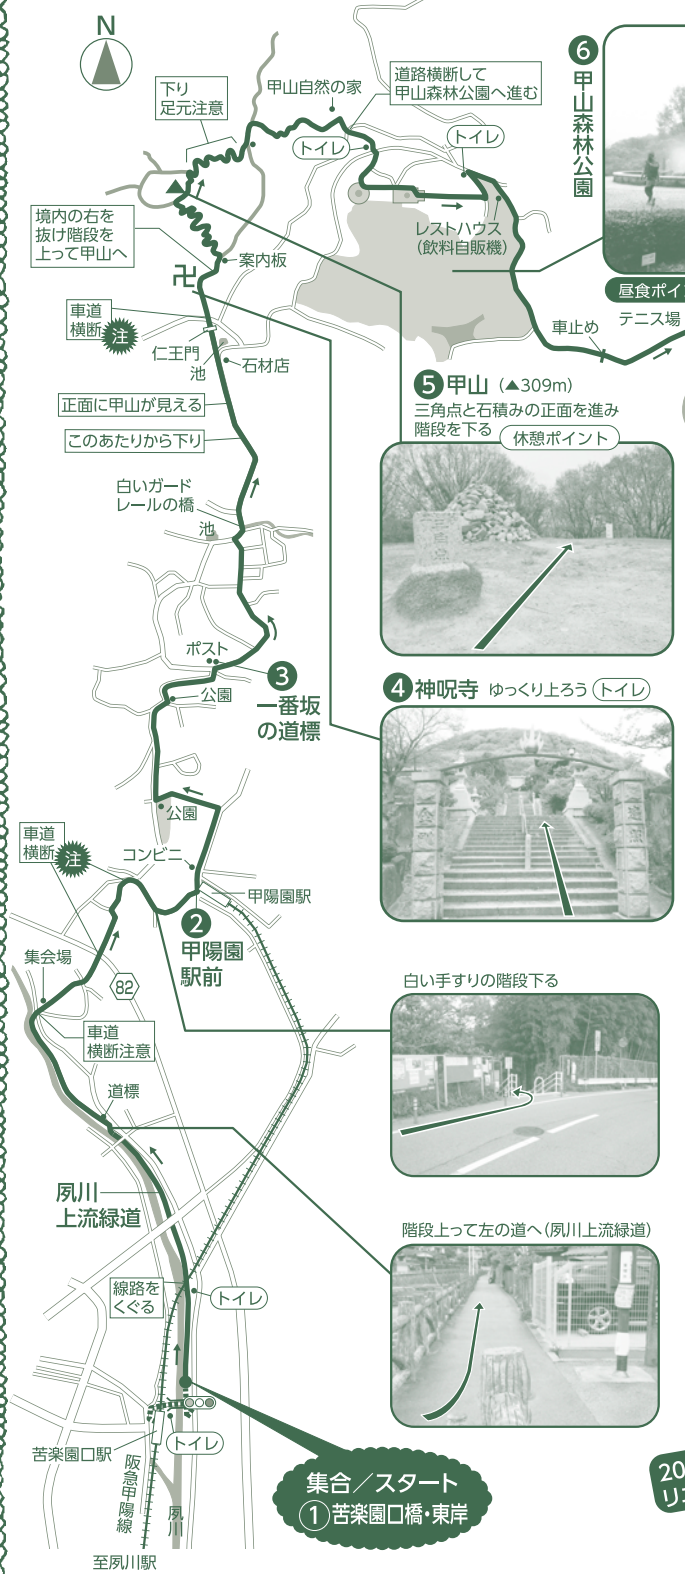 N
下り
足元注意
甲山自然の家
道路横断して
甲山森林公園へ進む
トイレ
トイレ
6
甲山森林公園
境内の右を
抜け階段を
上って甲山へ
案内板
卍
レストハウス
(飲料自販機)
昼食ポイ
車道
横断
注
仁王門
池
石材店
車止め
テニス場
正面に甲山が見える
このあたりから下り
5 甲山 (▲309m)
三角点と石積みの正面を進み
階段を下る
休憩ポイント
白いガード
レールの橋
池
ポスト
3
一番坂
の道標
公園
4 神呪寺 ゆっくり上ろう トイレ
公園
車道
横断
注
コンビニ
甲陽園駅
2
甲陽園
駅前
集会場
82
車道
横断注意
白い手すりの階段下る
道標
夙川
上流緑道
階段上って左の道へ(夙川上流緑道)
線路を
くぐる
トイレ
トイレ
苦楽園口駅
阪急甲陽線
夙川
集合／スタート
1 苦楽園口橋・東岸
至夙川駅
20
リニ